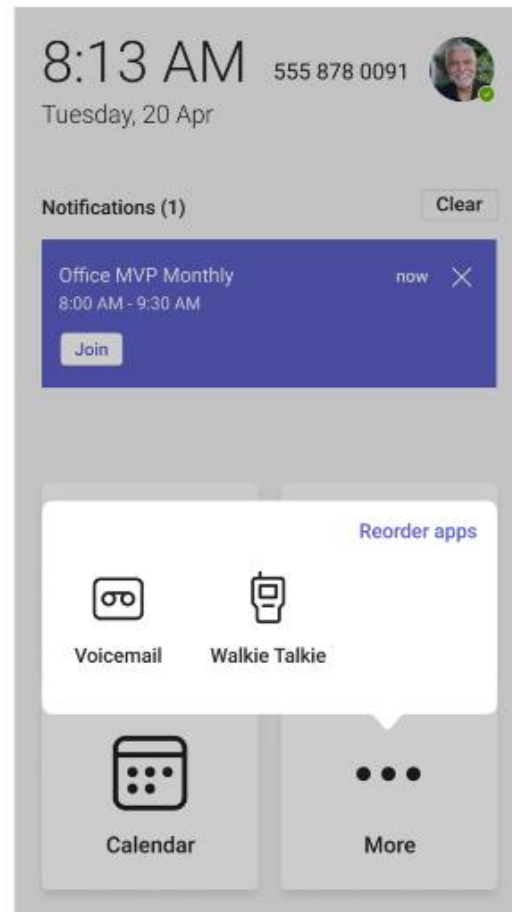 8:13 AM 555 878 0091
Tuesday, 20 Apr
Notifications (1) Clear
Office MVP Monthly now
8:00 AM - 9:30 AM
Join
Reorder apps
Voicemail Walkie Talkie
Calendar More